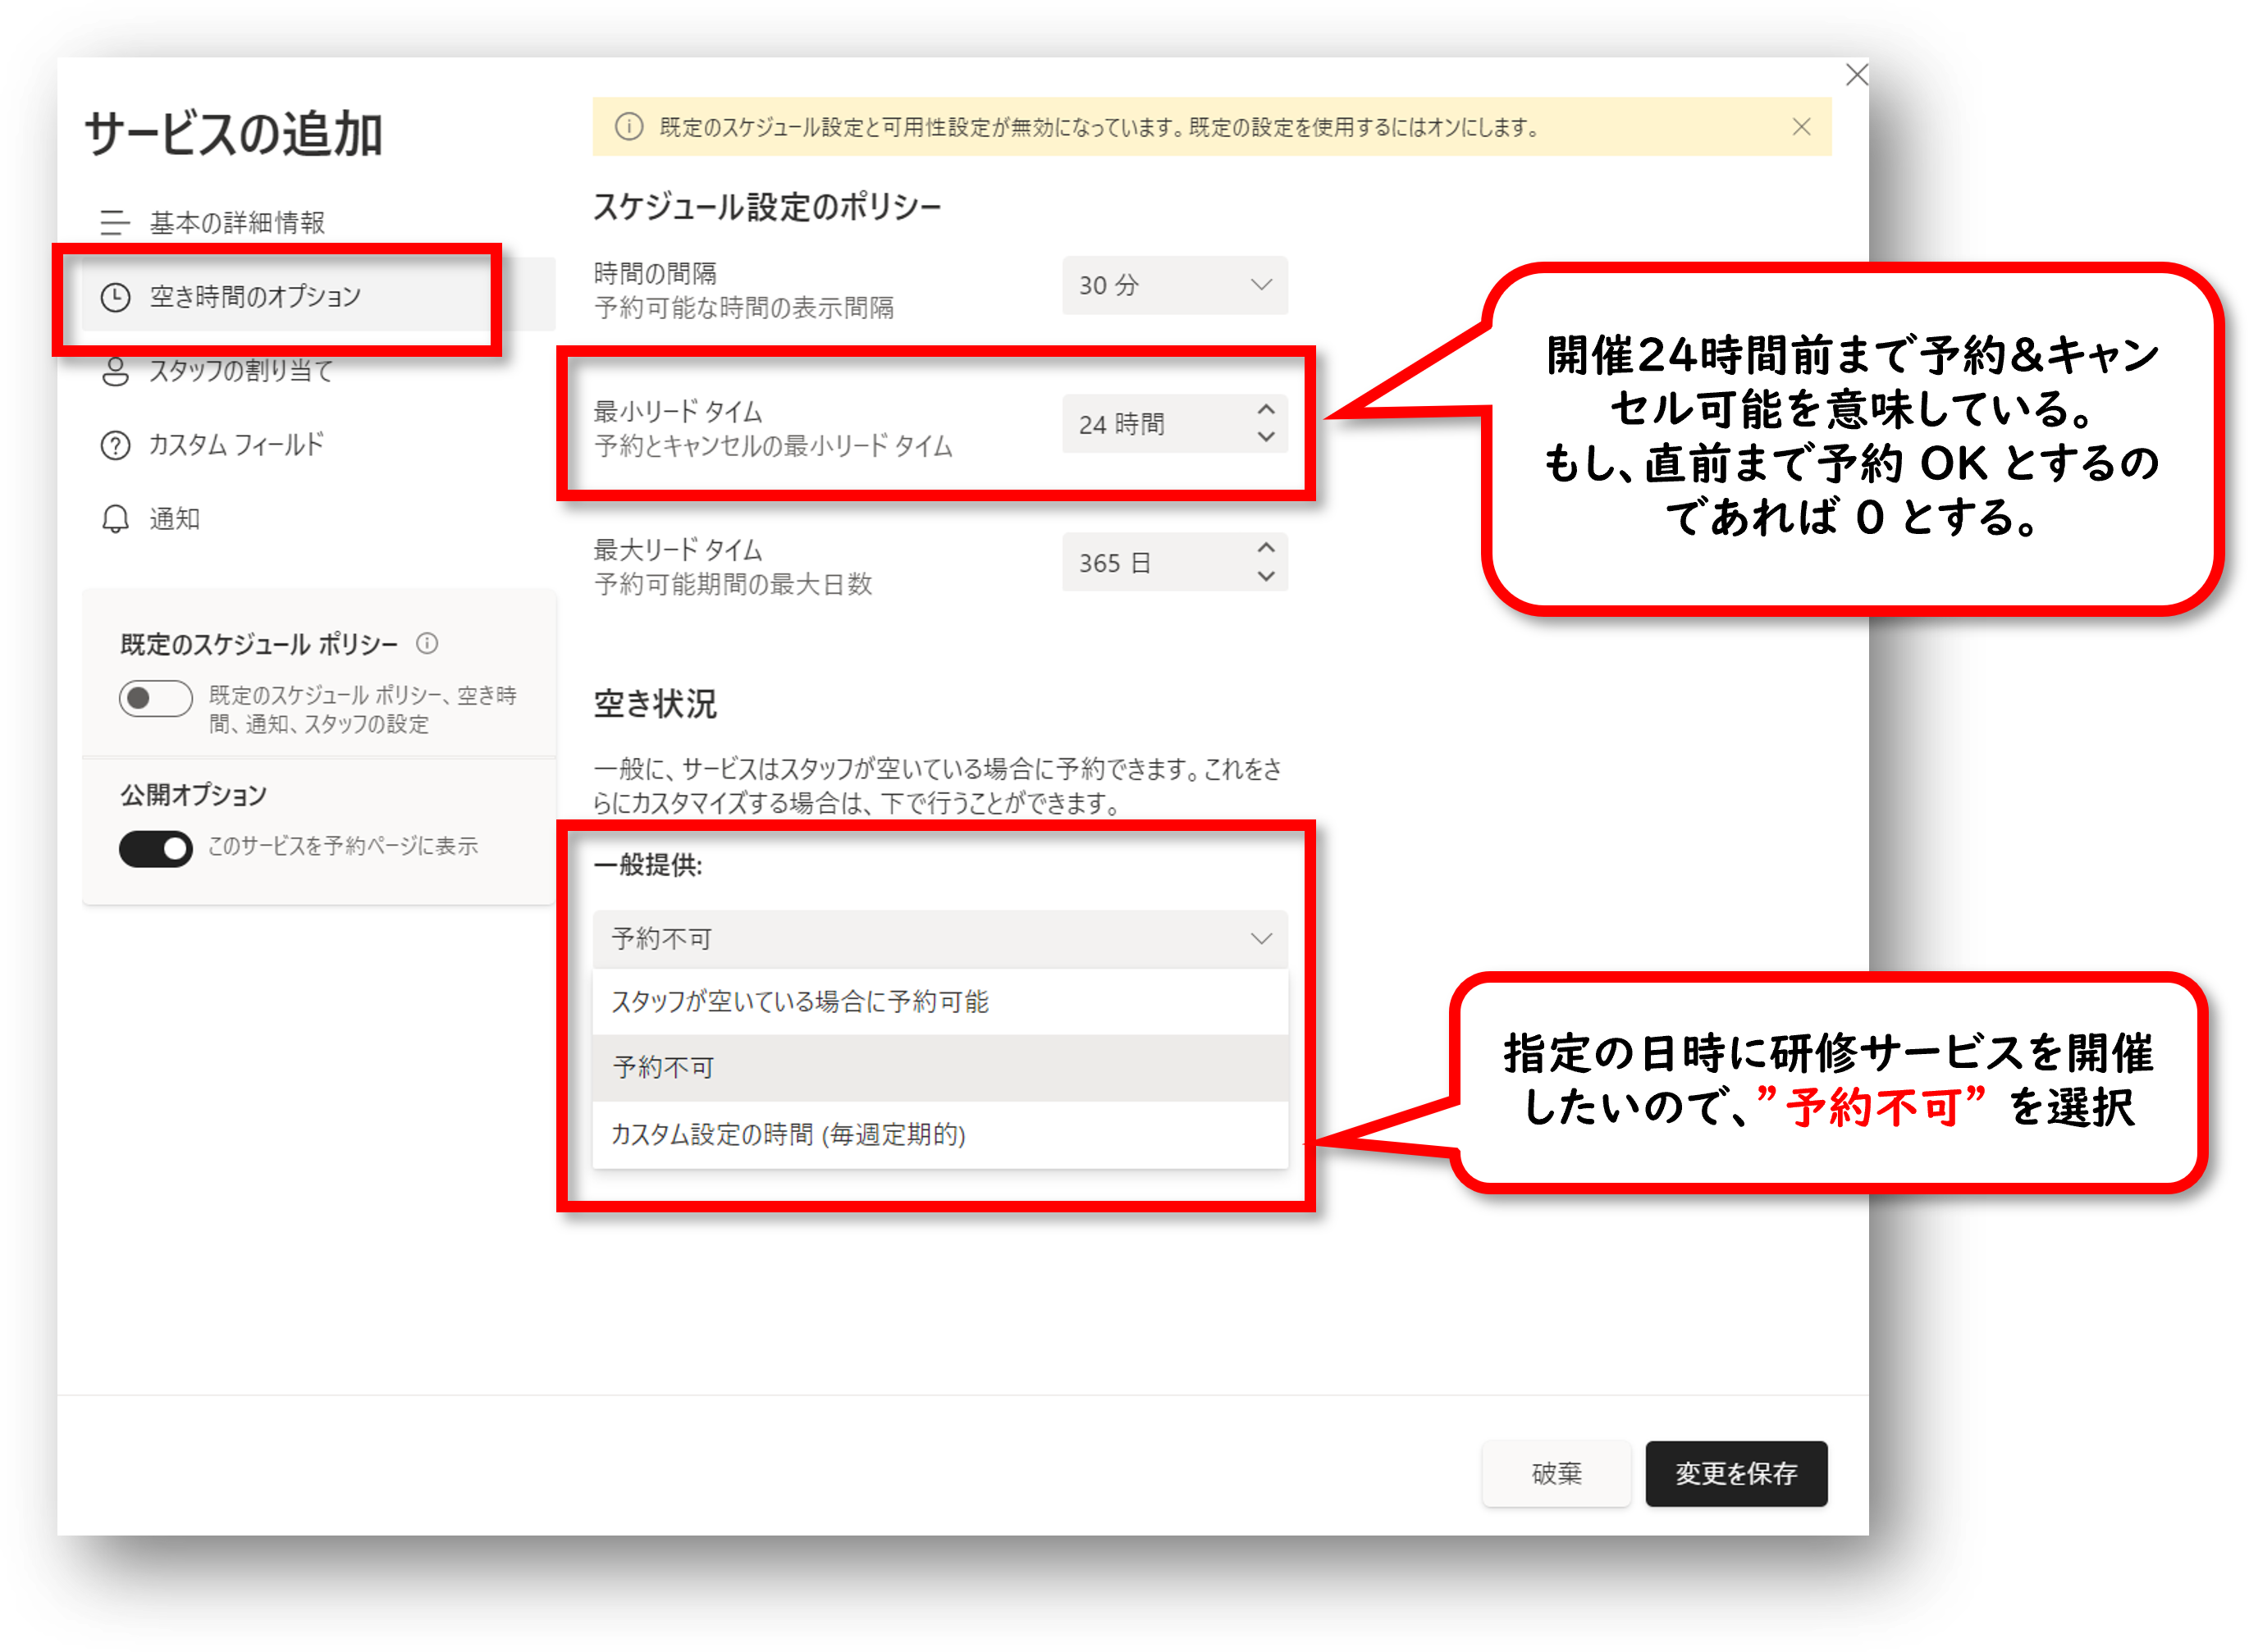 サービスの追加
基本の詳細情報
空き時間のオプション
スタッフの割り当て
カスタム フィールド
通知
既定のスケジュール ポリシー
既定のスケジュール ポリシー、空き時
間、通知、スタッフの設定
公開オプション
このサービスを予約ページに表示
既定のスケジュール設定と可用性設定が無効になっています。既定の設定を使用するにはオンにします。
スケジュール設定のポリシー
時間の間隔
予約可能な時間の表示間隔
30 分
最小リード タイム
予約とキャンセルの最小リード タイム
24 時間
最大リード タイム
予約可能期間の最大日数
365 日
空き状況
一般に、サービスはスタッフが空いている場合に予約できます。これをさ
らにカスタマイズする場合は、下で行うことができます。
一般提供:
予約不可
スタッフが空いている場合に予約可能
予約不可
カスタム設定の時間 (毎週定期的)
開催24時間前まで予約&キャン
セル可能を意味している。
もし、直前まで予約 OK とするの
であれば 0 とする。
指定の日時に研修サービスを開催
したいので、”予約不可” を選択
破棄
変更を保存